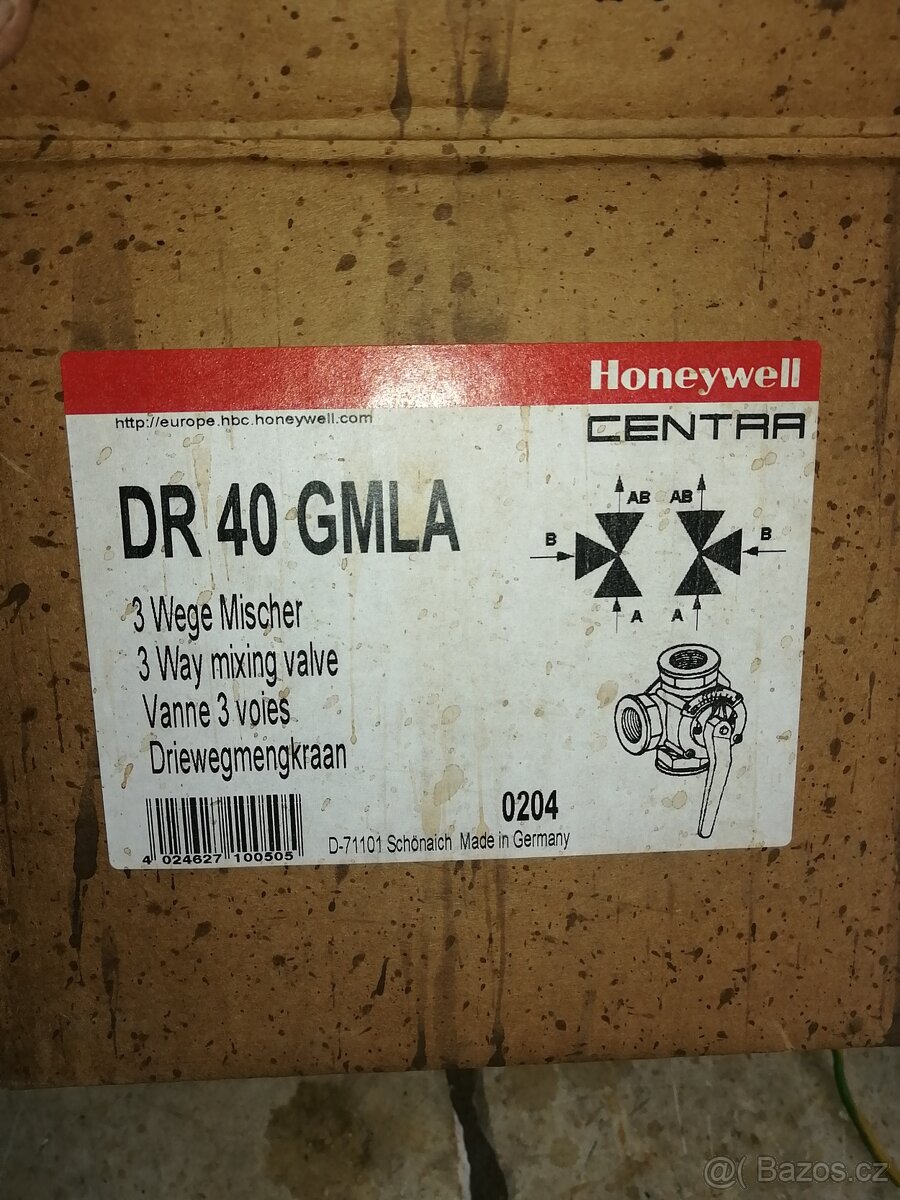 Honeywell
http://europe.hbc.honeywell.com
CENTRA
DR 40 GMLA
AB AB
B B
A A
3 Wege Mischer
3 Way mixing valve
Vanne 3 voies
Driewegmengkraan
0204
D-71101 Schönaich Made in Germany
4 024627 100505
@( Bazos.cz